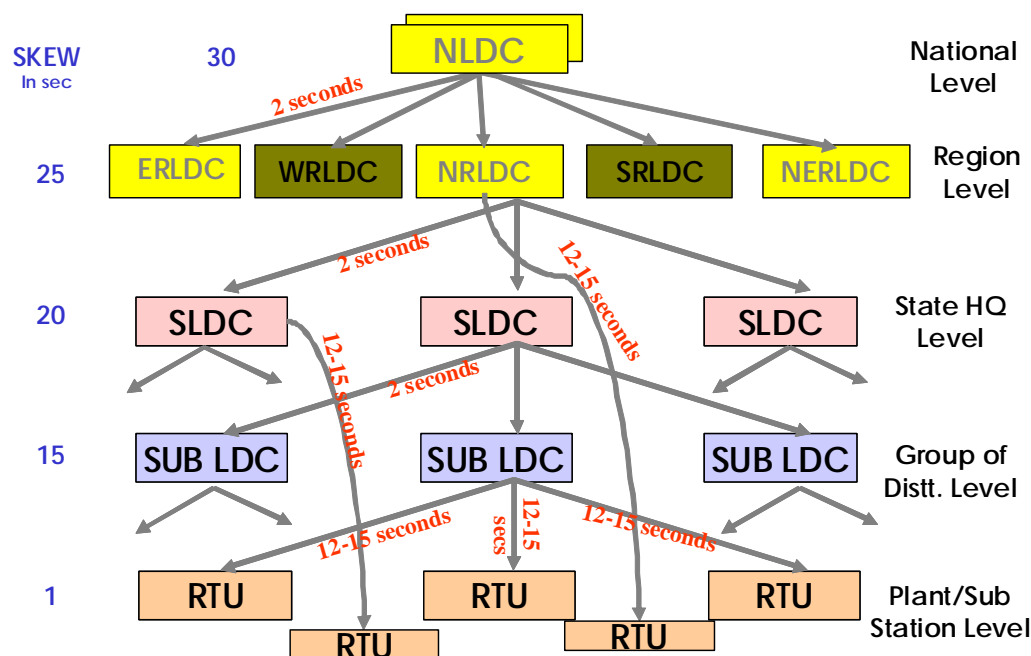 SKEW
In sec
30
NLDC
National
Level
2 seconds
25
ERLDC
WRLDC
NRLDC
SRLDC
NERLDC
Region
Level
2 seconds
12-15 seconds
20
SLDC
SLDC
SLDC
State HQ
Level
12-15 seconds
2 seconds
15
SUB LDC
SUB LDC
SUB LDC
Group of
Distt. Level
12-15 seconds
12-15
secs
12-15 seconds
1
RTU
RTU
RTU
Plant/Sub
Station Level
RTU
RTU